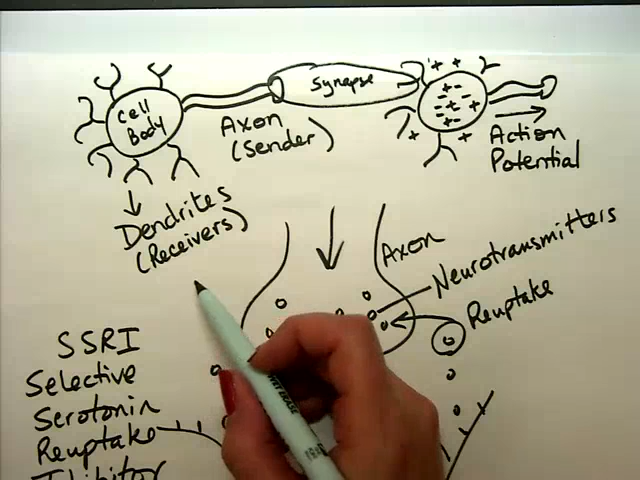 Cell
Body
Axon
(Sender)
Synapse
Action
Potential
Dendrites
(Receivers)
Axon
Neurotransmitters
Reuptake
SSRI
Selective
Serotonin
Reuptake